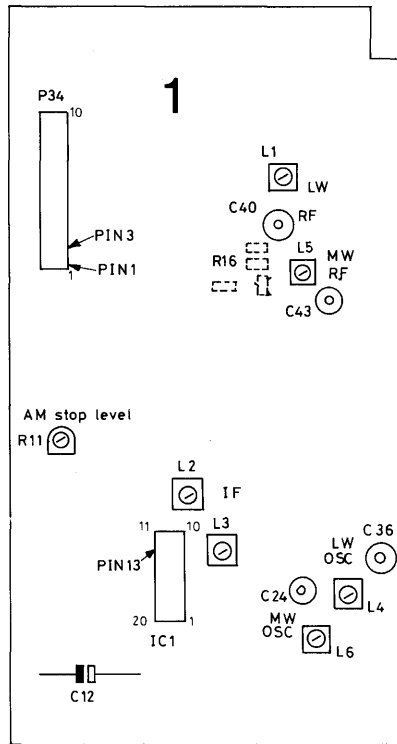 1
P34
10
PIN3
PIN1
1
L1
LW
C40
RF
R16
L5
MW
RF
C43
AM stop level
R11
L2
IF
11
10
L3
PIN13
20
1
IC1
C36
LW
OSC
C24
L4
MW
OSC
L6
C12